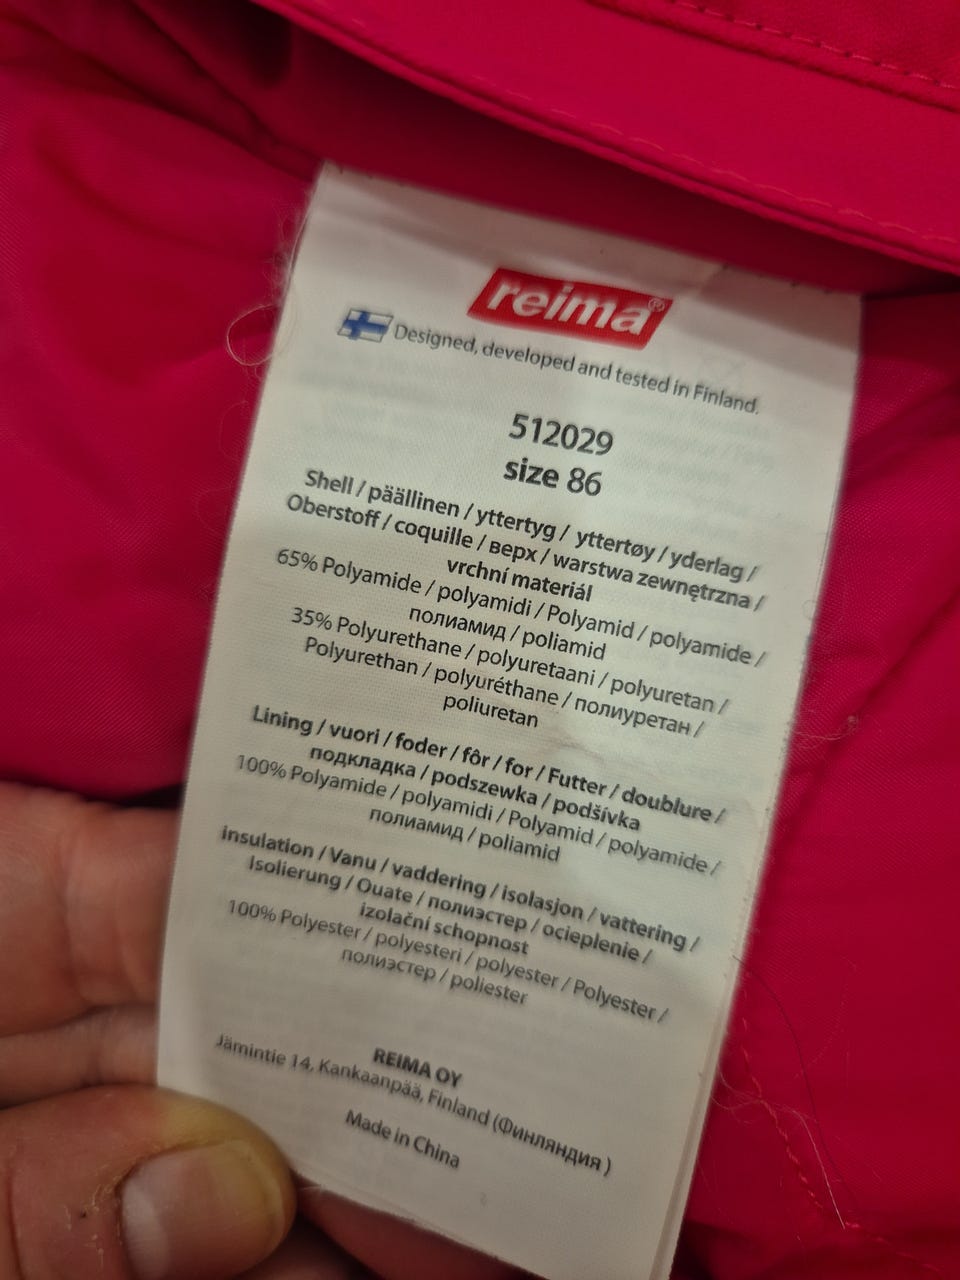 reima®
Designed, developed and tested in Finland.
512029
size 86
Shell / päällinen / yttertyg / yttertøy / yderlag /
Oberstoff / coquille / верх / warstwa zewnętrzna /
vrchní materiál
65% Polyamide / polyamidi / Polyamid / polyamide /
полиамид / poliamid
35% Polyurethane / polyuretaani / polyuretan /
Polyurethan / polyuréthane / полиуретан /
poliuretan
Lining / vuori / foder / fôr / for / Futter / doublure /
подкладка / podszewka / podšívka
100% Polyamide / polyamidi / Polyamid / polyamide /
полиамид / poliamid
insulation / Vanu / vaddering / isolasjon / vattering /
Isolierung / Ouate / полиэстер / ocieplenie /
izolační schopnost
100% Polyester / polyesteri / polyester / Polyester /
полиэстер / poliester
REIMA OY
Jämintie 14, Kankaanpää, Finland (Финляндия )
Made in China